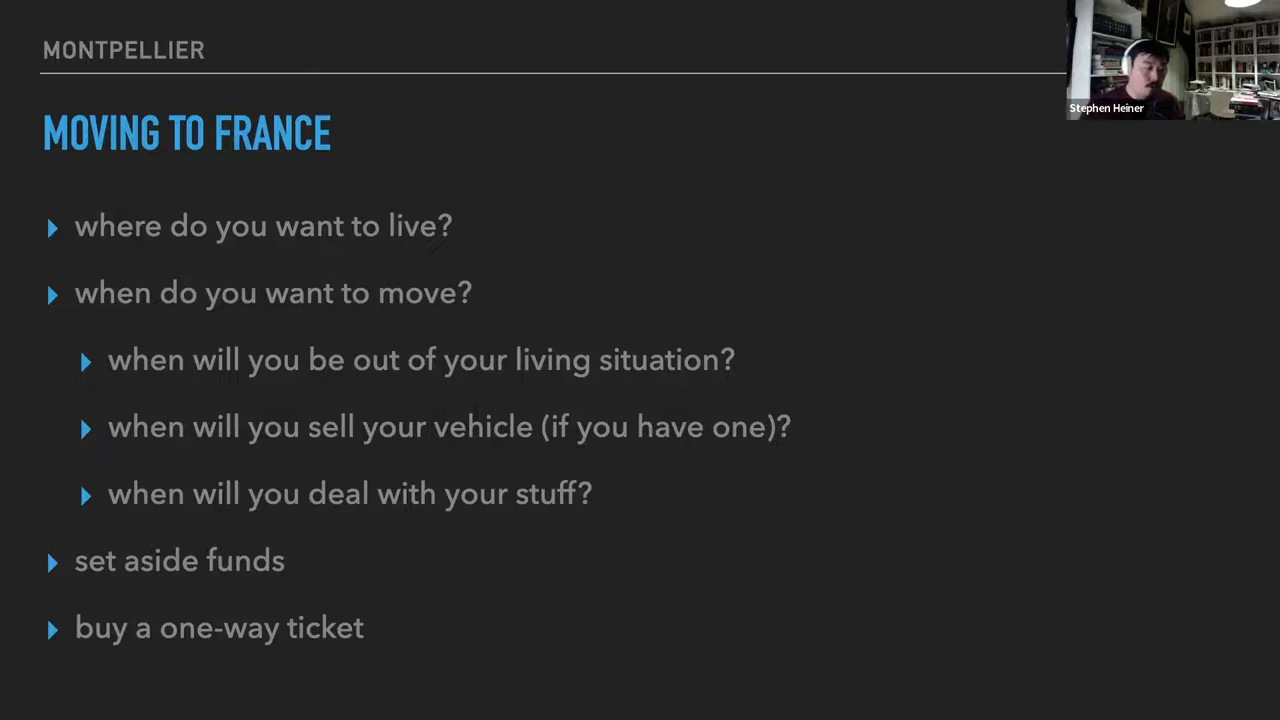 MONTPELLIER
Stephen Heiner
MOVING TO FRANCE
where do you want to live?
when do you want to move?
when will you be out of your living situation?
when will you sell your vehicle (if you have one)?
when will you deal with your stuff?
set aside funds
buy a one-way ticket